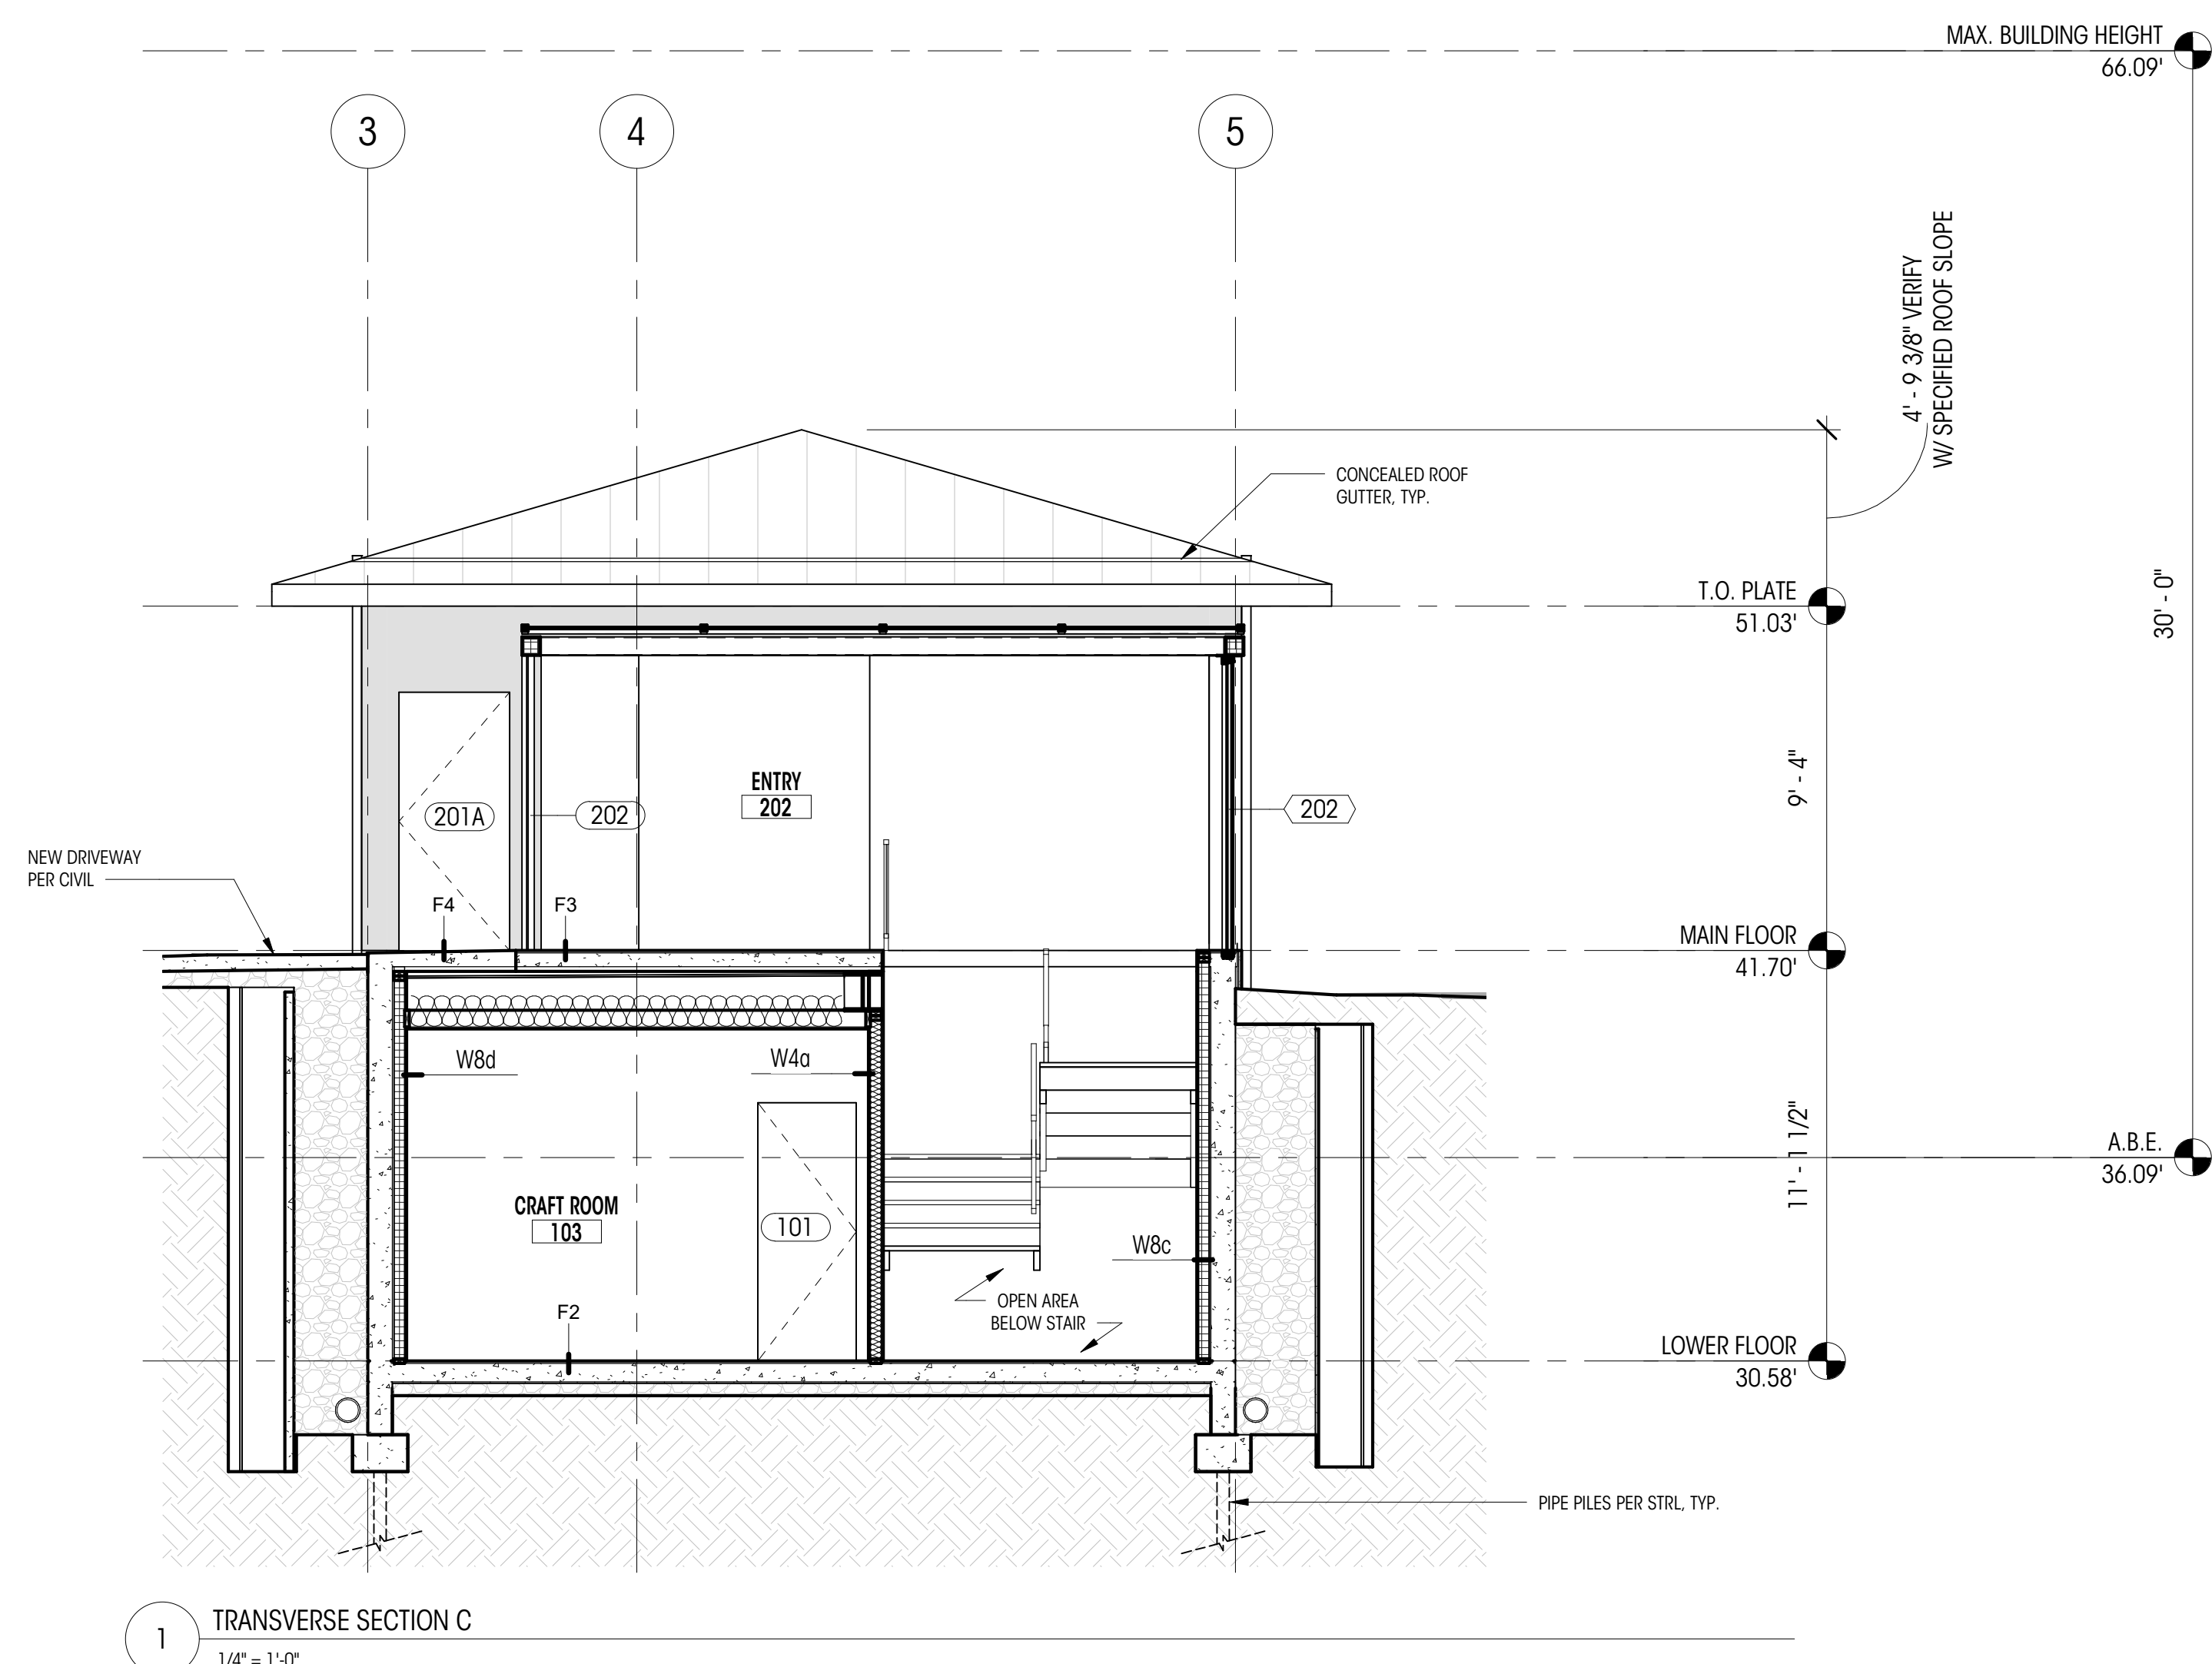 MAX. BUILDING HEIGHT
66.09'
3
4
5
4' - 9 3/8" VERIFY
W/ SPECIFIED ROOF SLOPE
CONCEALED ROOF
GUTTER, TYP.
T.O. PLATE
51.03'
30' - 0"
ENTRY
202
201A
202
202
9' - 4"
NEW DRIVEWAY
PER CIVIL
F4
F3
MAIN FLOOR
41.70'
W8d
W4a
11' - 1 1/2"
A.B.E.
36.09'
CRAFT ROOM
103
101
W8c
OPEN AREA
BELOW STAIR
F2
LOWER FLOOR
30.58'
PIPE PILES PER STRL, TYP.
1
TRANSVERSE SECTION C
1/4" = 1'-0"